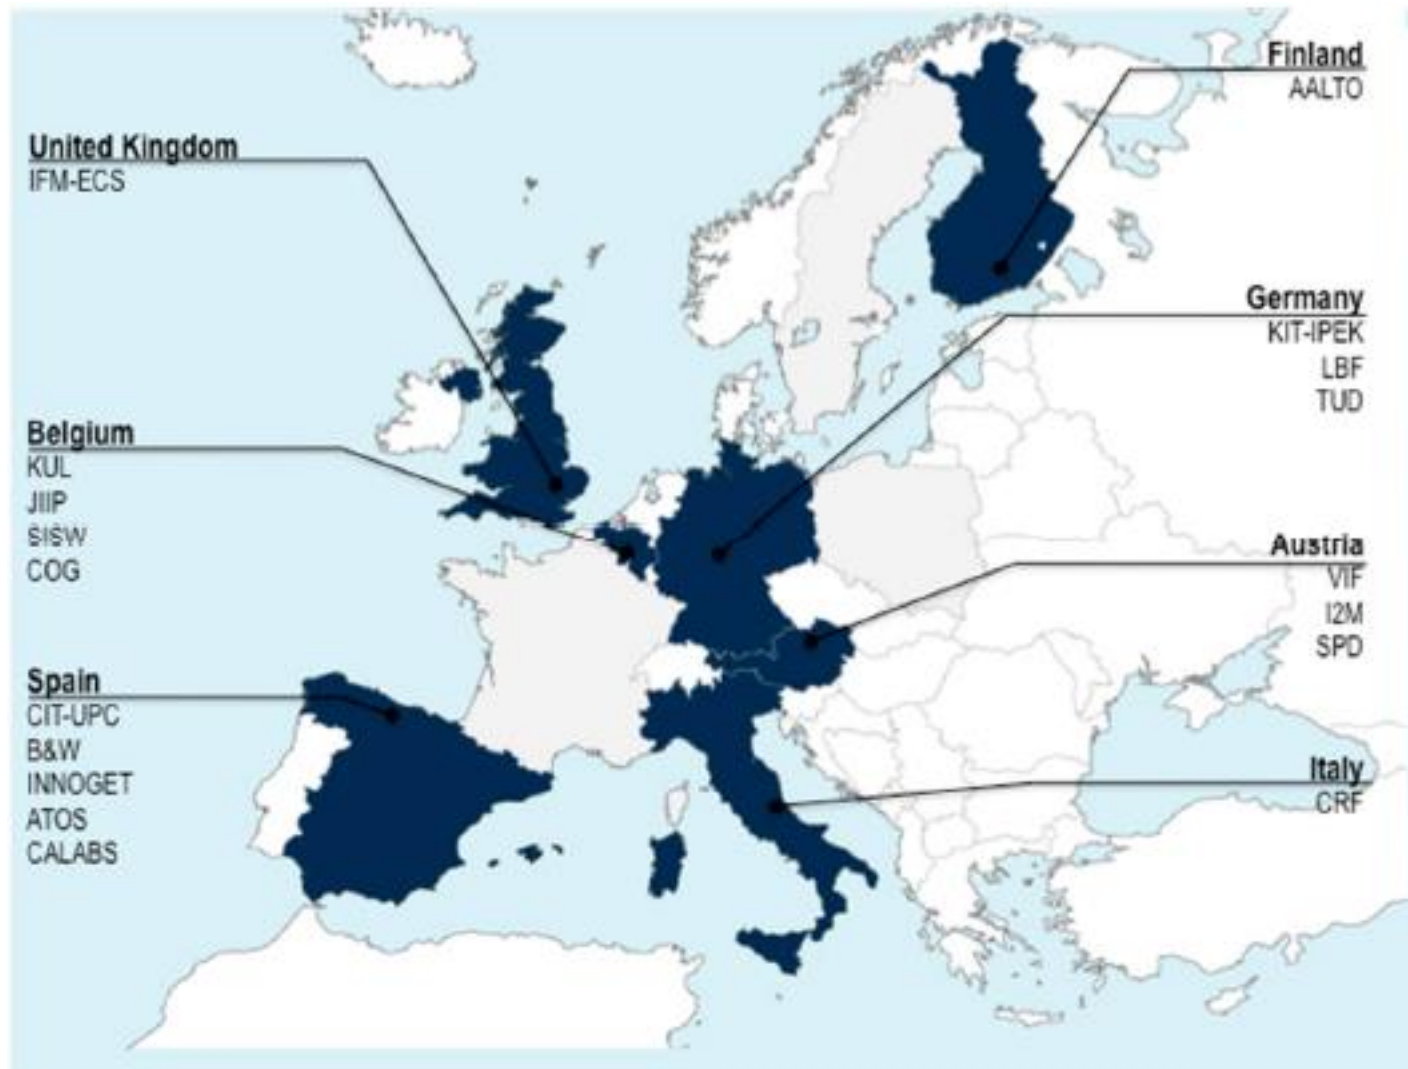 Finland
AALTO
United Kingdom
IFM-ECS
Germany
KIT-IPEK
LBF
TUD
Belgium
KUL
JIIP
SISW
COG
Austria
VIF
I2M
SPD
Spain
CIT-UPC
B&W
INNOGET
ATOS
CALABS
Italy
CRF